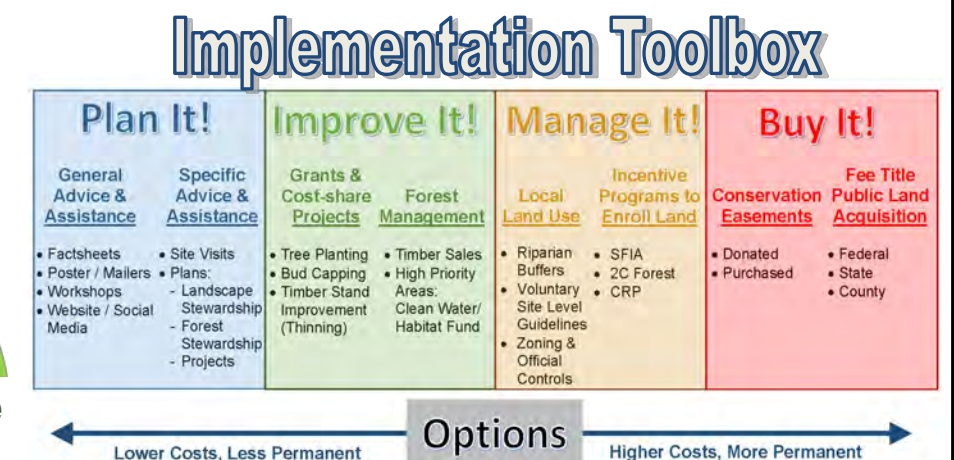 Implementation Toolbox
Plan It!
General
Advice &
Assistance
• Factsheets
• Poster / Mailers
• Workshops
• Website / Social
Media
Specific
Advice &
Assistance
• Site Visits
• Plans:
- Landscape
Stewardship
- Forest
Stewardship
- Projects
Improve It!
Grants &
Cost-share
Projects
• Tree Planting
• Bud Capping
• Timber Stand
Improvement
(Thinning)
Forest
Management
• Timber Sales
• High Priority
Areas:
Clean Water/
Habitat Fund
Manage It!
Local
Land Use
• Riparian
Buffers
• Voluntary
Site Level
Guidelines
• Zoning &
Official
Controls
Incentive
Programs to
Enroll Land
• SFIA
• 2C Forest
• CRP
Buy It!
Conservation
Easements
• Donated
• Purchased
Fee Title
Public Land
Acquisition
• Federal
• State
• County
Options
Lower Costs, Less Permanent
Higher Costs, More Permanent